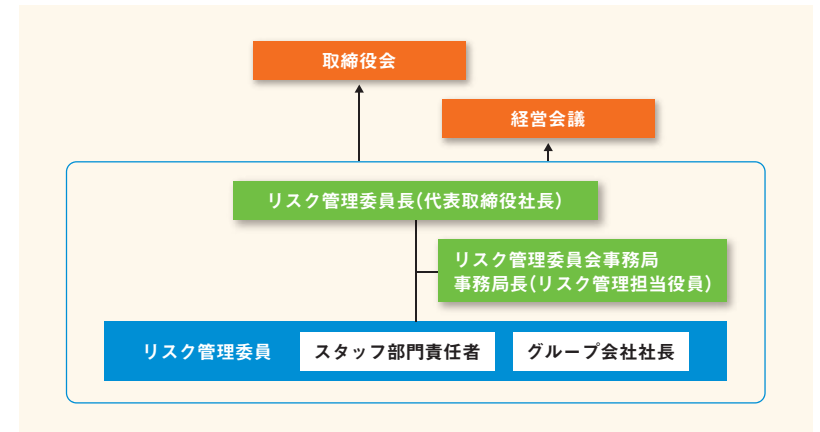 取締役会
経営会議
リスク管理委員長(代表取締役社長)
リスク管理委員会事務局
事務局長(リスク管理担当役員)
リスク管理委員
スタッフ部門責任者
グループ会社社長